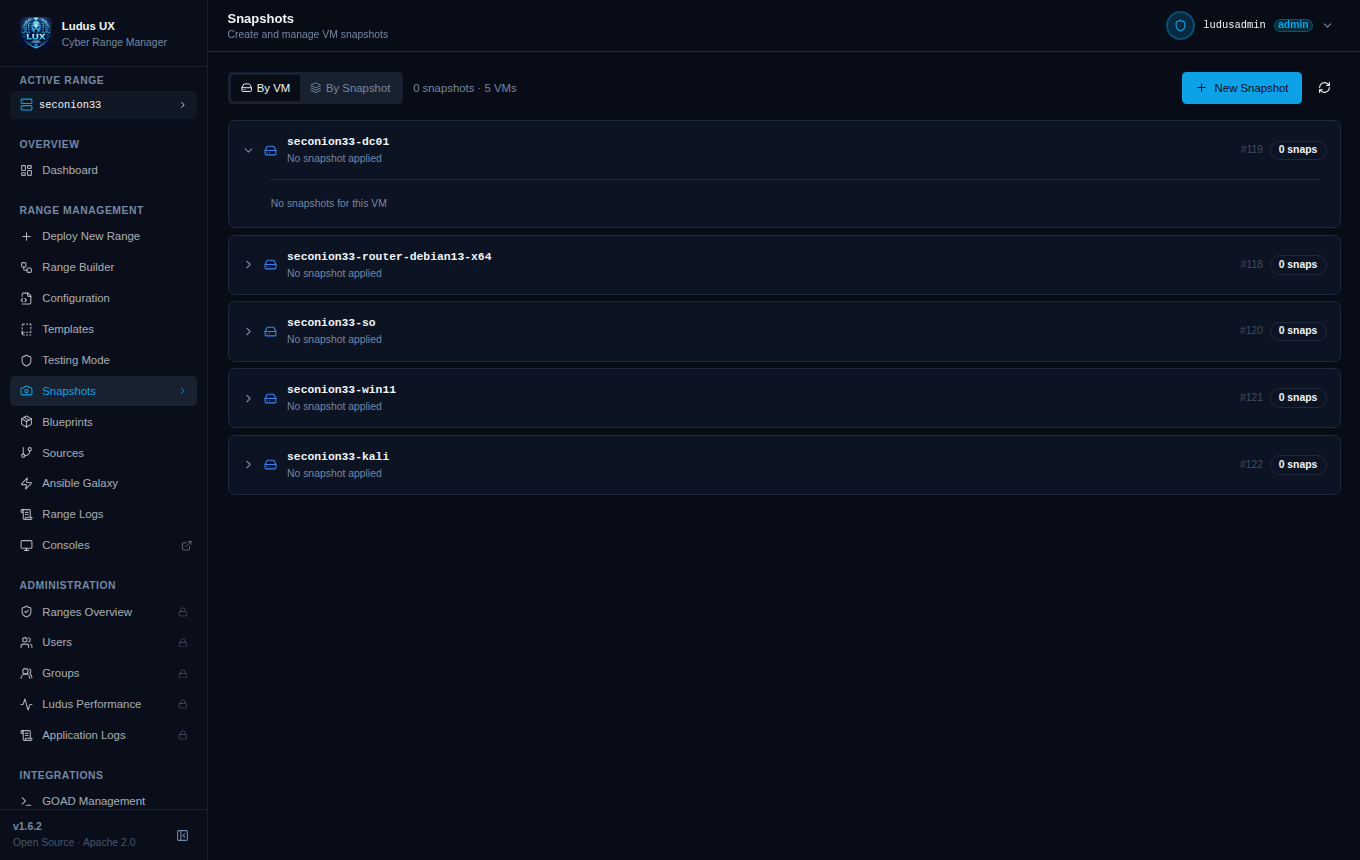 LUX
Ludus UX
Cyber Range Manager
ACTIVE RANGE
seconion33
OVERVIEW
Dashboard
RANGE MANAGEMENT
Deploy New Range
Range Builder
Configuration
Templates
Testing Mode
Snapshots
Blueprints
Sources
Ansible Galaxy
Range Logs
Consoles
ADMINISTRATION
Ranges Overview
Users
Groups
Ludus Performance
Application Logs
INTEGRATIONS
GOAD Management
v1.6.2
Open Source · Apache 2.0
Snapshots
Create and manage VM snapshots
ludusadmin admin
By VM By Snapshot 0 snapshots · 5 VMs
New Snapshot
seconion33-dc01
No snapshot applied
#119 0 snaps
No snapshots for this VM
seconion33-router-debian13-x64
No snapshot applied
#118 0 snaps
seconion33-so
No snapshot applied
#120 0 snaps
seconion33-win11
No snapshot applied
#121 0 snaps
seconion33-kali
No snapshot applied
#122 0 snaps